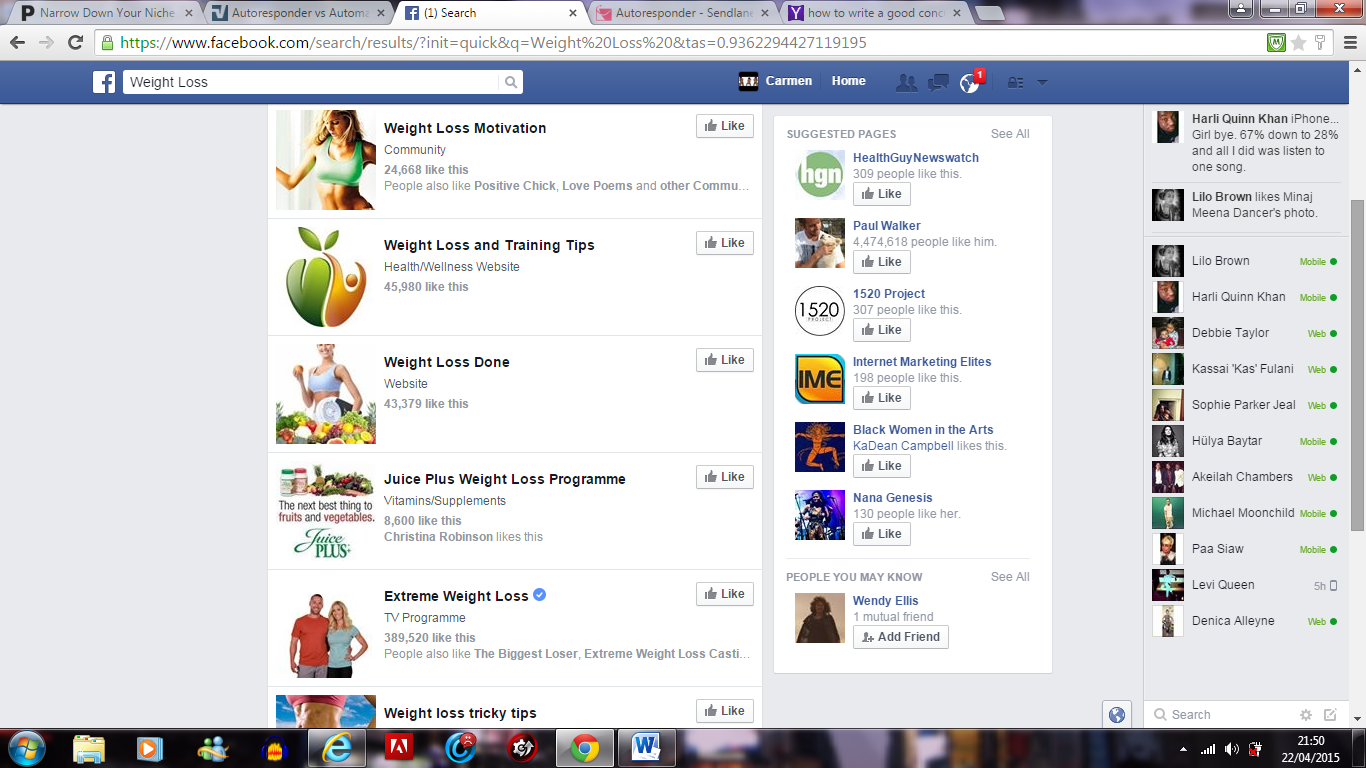 Narrow Down Your Niche
Autoresponder vs Automa
(1) Search
Autoresponder - Sendlane
how to write a good conc
https://www.facebook.com/search/results/?init=quick&q=Weight%20Loss%20&tas=0.9362294427119195
Weight Loss
Carmen
Home
1
Weight Loss Motivation
Like
Community
24,668 like this
People also like Positive Chick, Love Poems and other Commu...
Weight Loss and Training Tips
Like
Health/Wellness Website
45,980 like this
Weight Loss Done
Like
Website
43,379 like this
The next best thing to
fruits and vegetables.
Juice
PLUS+
Juice Plus Weight Loss Programme
Like
Vitamins/Supplements
8,600 like this
Christina Robinson likes this
Extreme Weight Loss
Like
TV Programme
389,520 like this
People also like The Biggest Loser, Extreme Weight Loss Casti...
Weight loss tricky tips
Like
SUGGESTED PAGES
See All
hgn
HealthGuyNewswatch
309 people like this.
Like
Paul Walker
4,474,618 people like him.
Like
1520
PROJECT
1520 Project
307 people like this.
Like
IME
Internet Marketing Elites
198 people like this.
Like
Black Women in the Arts
KaDean Campbell likes this.
Like
Nana Genesis
130 people like her.
Like
PEOPLE YOU MAY KNOW
See All
Wendy Ellis
1 mutual friend
Add Friend
Harli Quinn Khan iPhone...
Girl bye. 67% down to 28%
and all I did was listen to
one song.
Lilo Brown likes Minaj
Meena Dancer's photo.
Lilo Brown Mobile
Harli Quinn Khan Mobile
Debbie Taylor Web
Kassai 'Kas' Fulani Web
Sophie Parker Jeal Web
Hülya Baytar Mobile
Akeilah Chambers Web
Michael Moonchild Mobile
Paa Siaw Mobile
Levi Queen 5h
Denica Alleyne Web
Search
21:50
22/04/2015